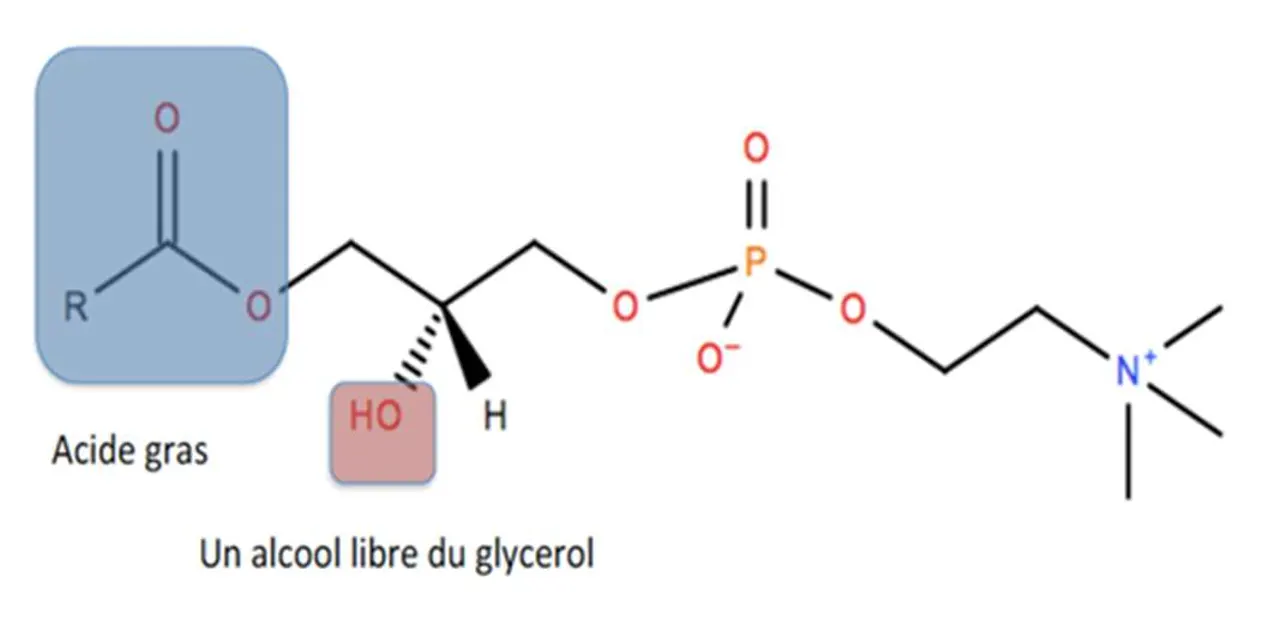 O
O
R
O
O
P
O
O⁻
N⁺
HO
H
Acide gras
Un alcool libre du glycerol